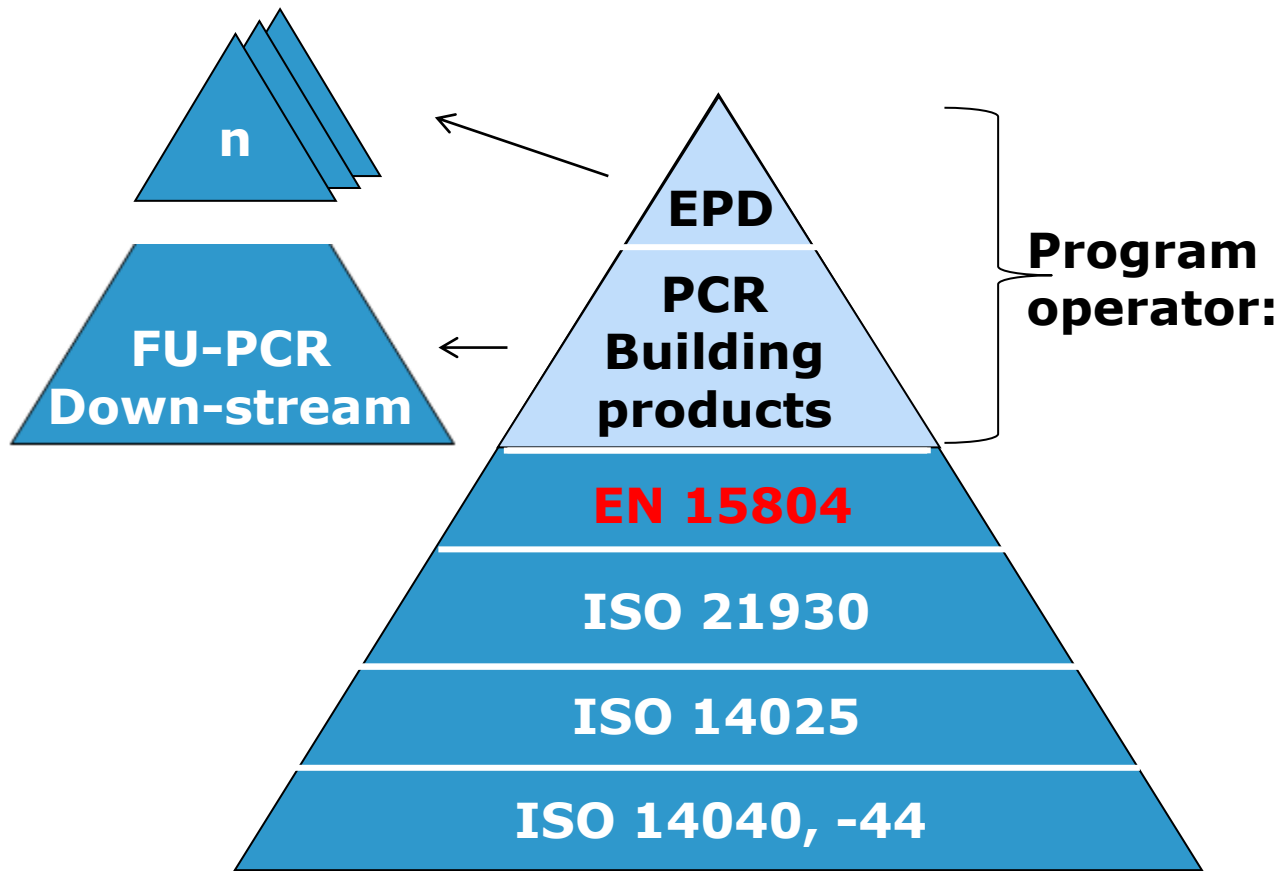 n
EPD
Program
operator:
PCR
Building
products
FU-PCR
Down-stream
EN 15804
ISO 21930
ISO 14025
ISO 14040, -44